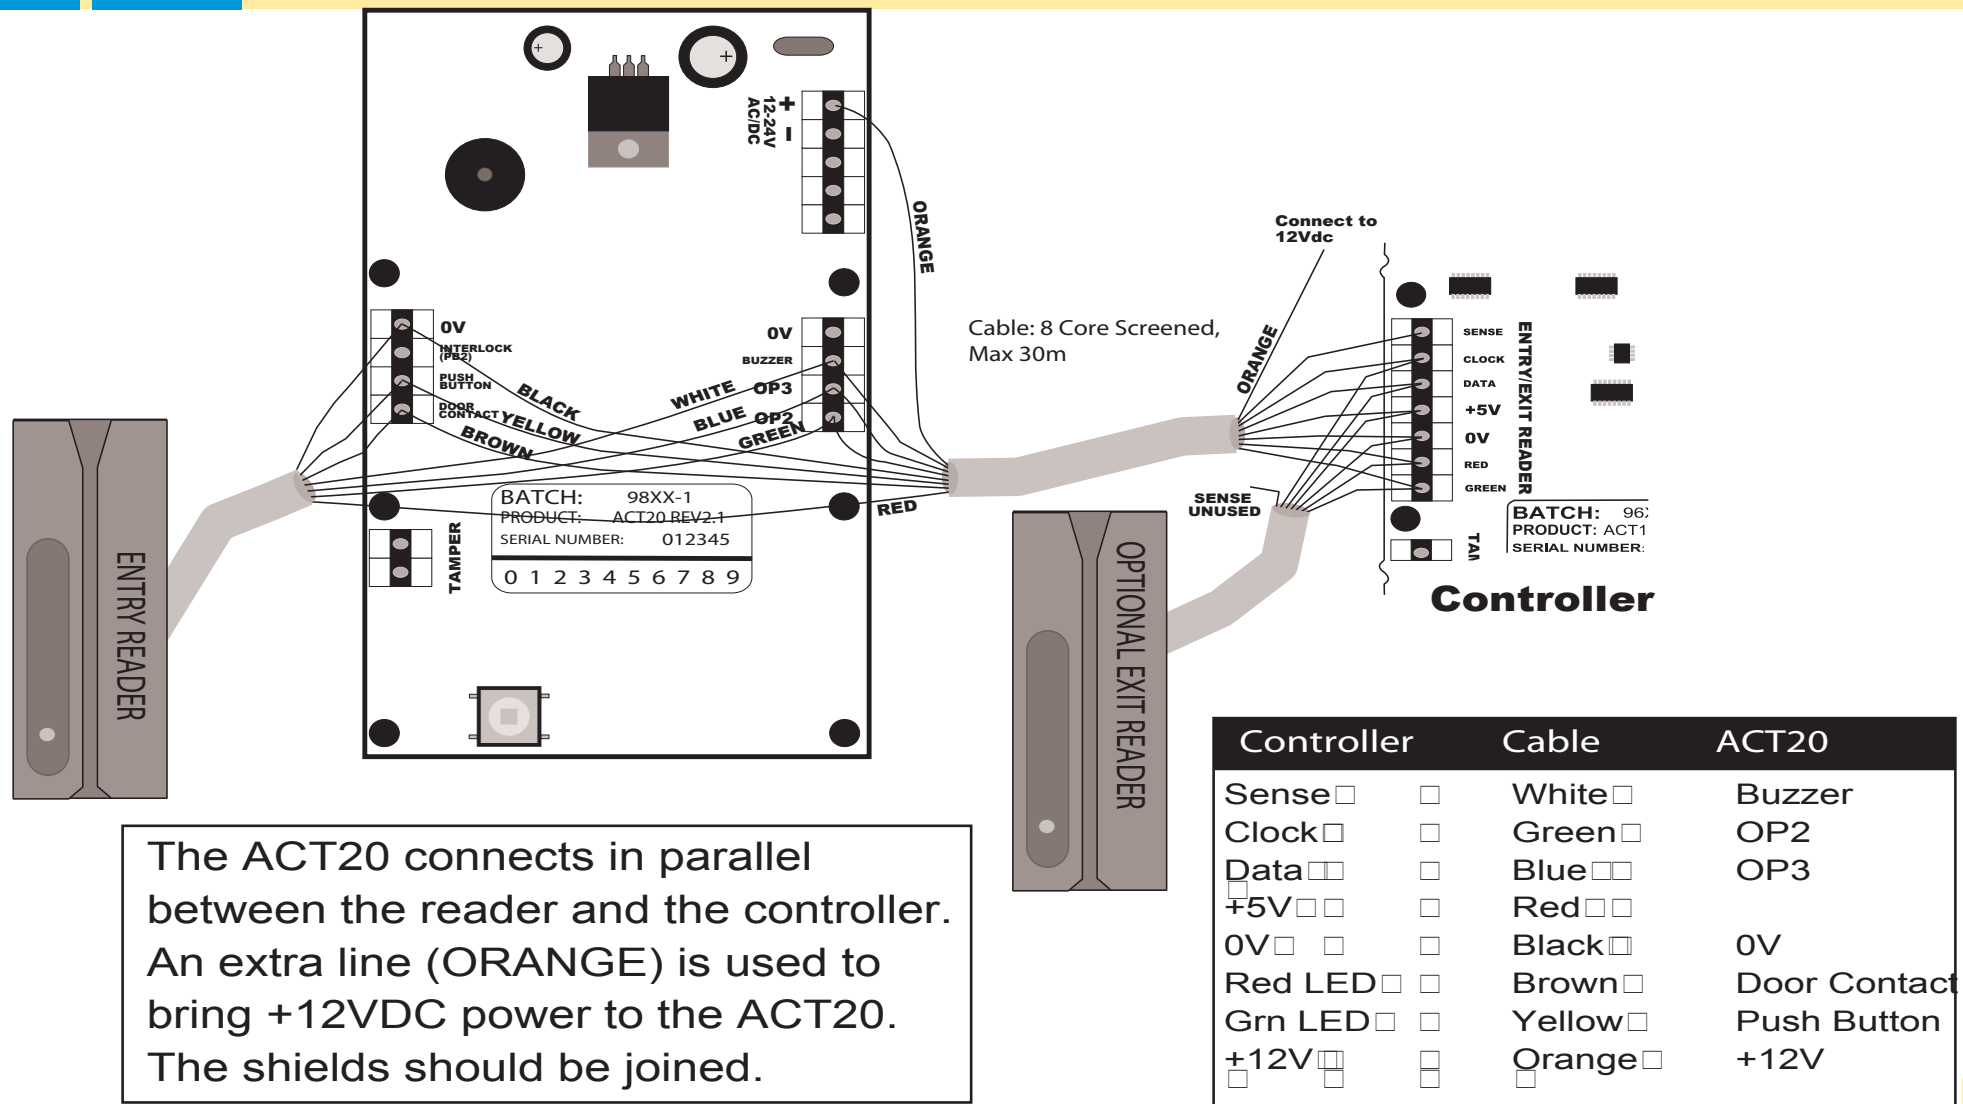 + -
12-24V
AC/DC
ORANGE
0V
INTERLOCK
(PB2)
PUSH
BUTTON
DOOR
CONTACT
BLACK
YELLOW
BROWN
WHITE
BLUE
GREEN
0V
BUZZER
OP3
OP2
RED
BATCH: 98XX-1
PRODUCT: ACT20 REV2.1
SERIAL NUMBER: 012345
0 1 2 3 4 5 6 7 8 9
TAMPER
ENTRY READER
Cable: 8 Core Screened,
Max 30m
Connect to
12Vdc
ORANGE
SENSE
UNUSED
OPTIONAL EXIT READER
SENSE
CLOCK
DATA
+5V
0V
RED
GREEN
ENTRY/EXIT READER
BATCH: 96
PRODUCT: ACT1
SERIAL NUMBER:
Controller
The ACT20 connects in parallel
between the reader and the controller.
An extra line (ORANGE) is used to
bring +12VDC power to the ACT20.
The shields should be joined.
Controller Cable ACT20
Sense White Buzzer
Clock Green OP2
Data Blue OP3
+5V Red
0V Black 0V
Red LED Brown Door Contact
Grn LED Yellow Push Button
+12V Orange +12V